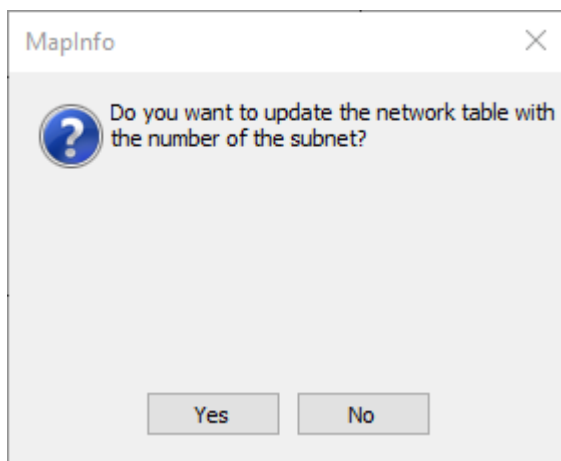 MapInfo
Do you want to update the network table with
the number of the subnet?
Yes
No